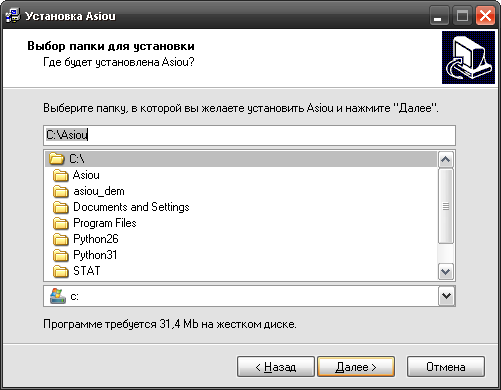 Установка Asiou
Выбор папки для установки
Где будет установлена Asiou?
Выберите папку, в которой вы желаете установить Asiou и нажмите "Далее".
C:\Asiou
C:\
Asiou
asiou_dem
Documents and Settings
Program Files
Python26
Python31
STAT
c:
Программе требуется 31,4 Mb на жестком диске.
< Назад
Далее >
Отмена